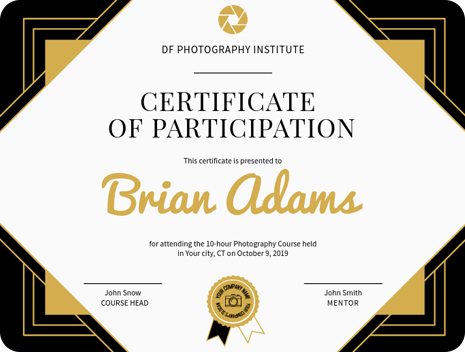 DF PHOTOGRAPHY INSTITUTE
CERTIFICATE
OF PARTICIPATION
This certificate is presented to
Brian Adams
for attending the 10-hour Photography Course held
in Your city, CT on October 9, 2019
John Snow
COURSE HEAD
YOUR COMPANY NAME
John Smith
MENTOR